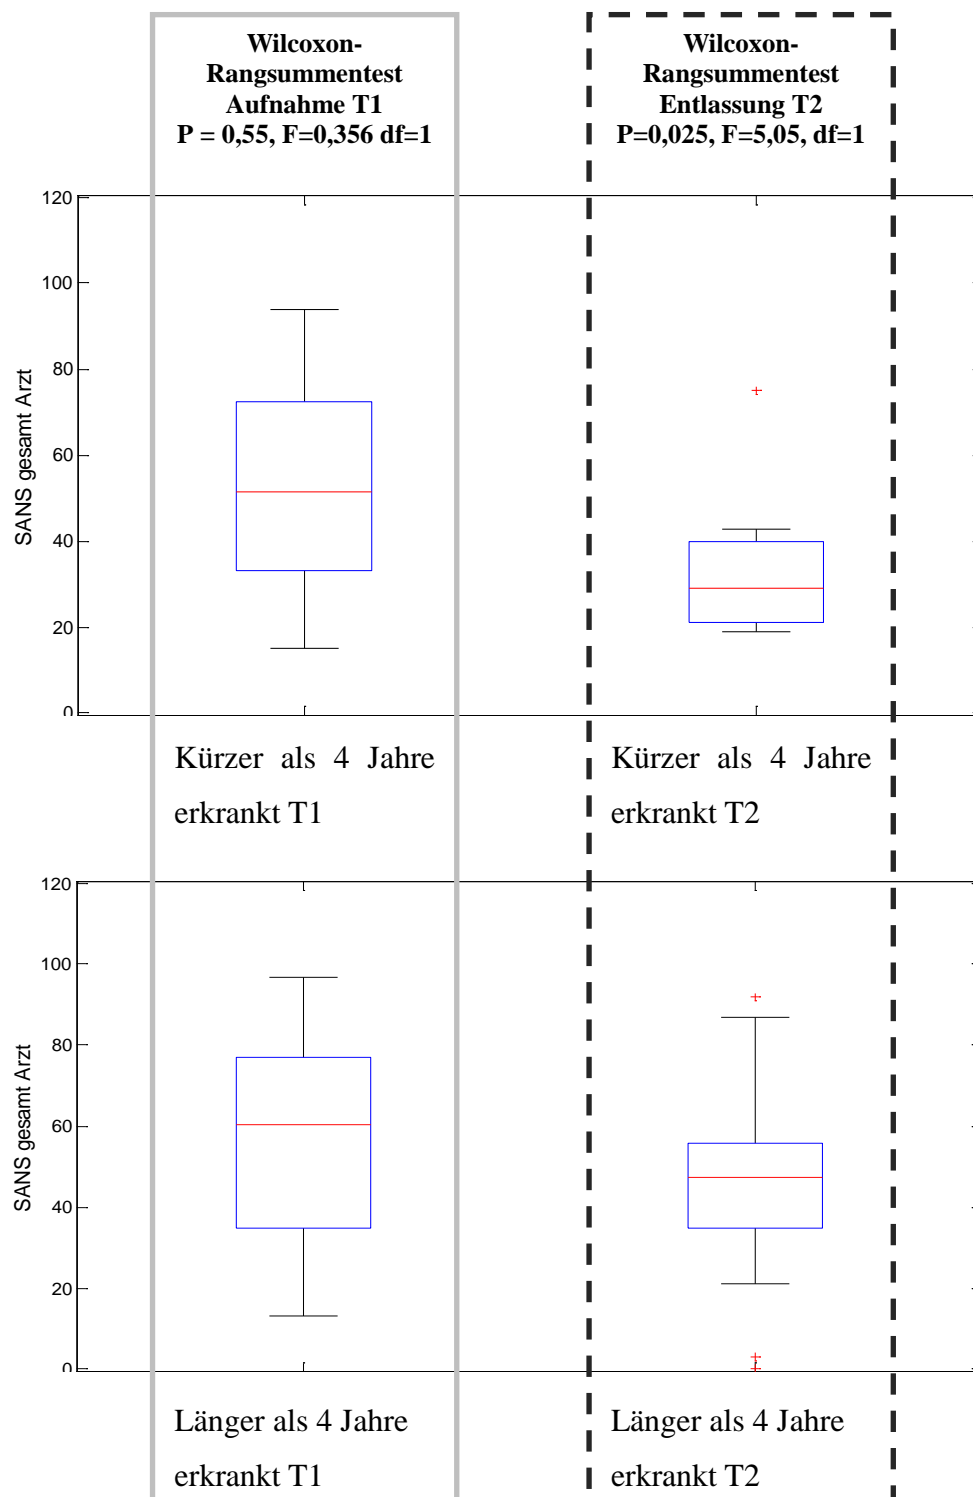 Wilcoxon-
Rangsummentest
Aufnahme T1
P = 0,55, F=0,356 df=1
Wilcoxon-
Rangsummentest
Entlassung T2
P=0,025, F=5,05, df=1
120
100
80
60
40
20
0
SANS gesamt Arzt
Kürzer als 4 Jahre
erkrankt T1
Kürzer als 4 Jahre
erkrankt T2
120
100
80
60
40
20
0
SANS gesamt Arzt
Länger als 4 Jahre
erkrankt T1
Länger als 4 Jahre
erkrankt T2